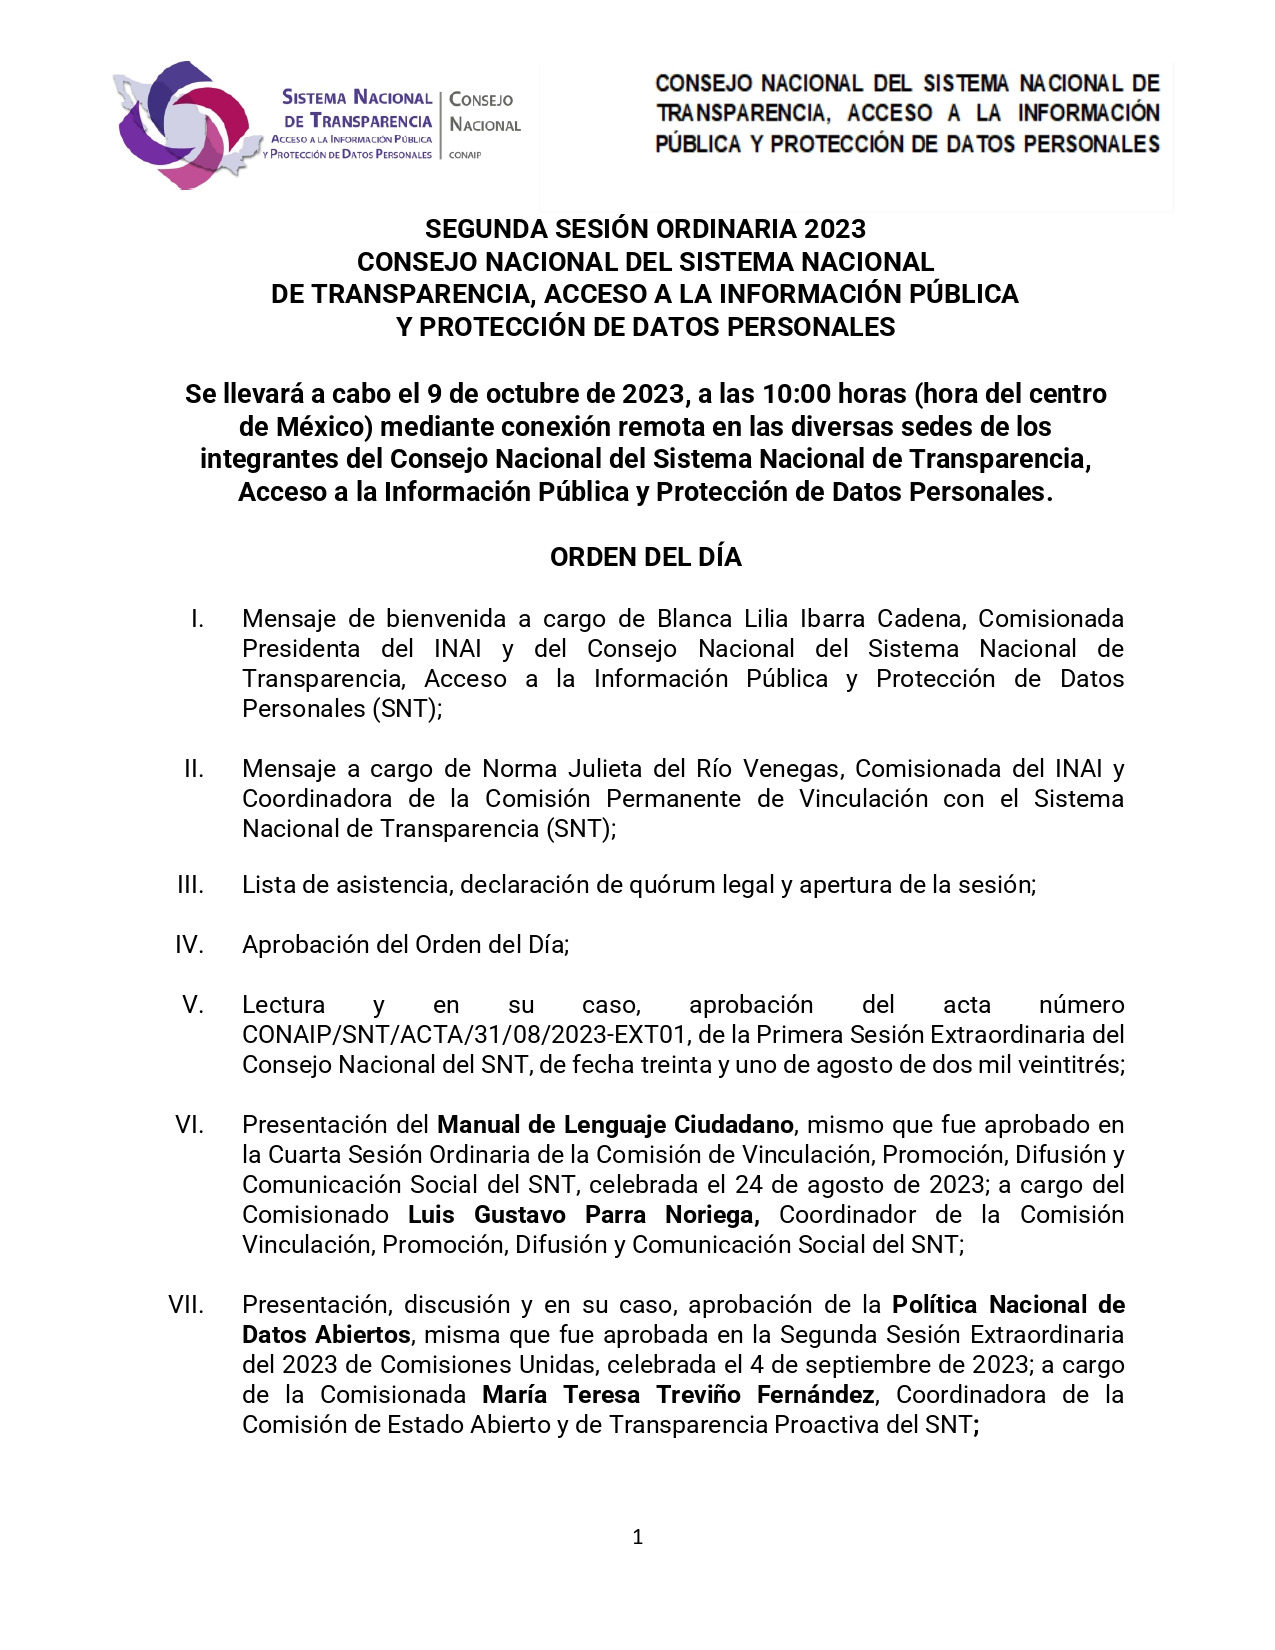 SISTEMA NACIONAL
DE TRANSPARENCIA
ACCESO A LA INFORMACIÓN PÚBLICA
Y PROTECCIÓN DE DATOS PERSONALES
CONSEJO
NACIONAL
CONAIP
CONSEJO NACIONAL DEL SISTEMA NACIONAL DE
TRANSPARENCIA, ACCESO A LA INFORMACIÓN
PÚBLICA Y PROTECCIÓN DE DATOS PERSONALES
SEGUNDA SESIÓN ORDINARIA 2023
CONSEJO NACIONAL DEL SISTEMA NACIONAL
DE TRANSPARENCIA, ACCESO A LA INFORMACIÓN PÚBLICA
Y PROTECCIÓN DE DATOS PERSONALES
Se llevará a cabo el 9 de octubre de 2023, a las 10:00 horas (hora del centro
de México) mediante conexión remota en las diversas sedes de los
integrantes del Consejo Nacional del Sistema Nacional de Transparencia,
Acceso a la Información Pública y Protección de Datos Personales.
ORDEN DEL DÍA
I. Mensaje de bienvenida a cargo de Blanca Lilia Ibarra Cadena, Comisionada
Presidenta del INAI y del Consejo Nacional del Sistema Nacional de
Transparencia, Acceso a la Información Pública y Protección de Datos
Personales (SNT);
II. Mensaje a cargo de Norma Julieta del Río Venegas, Comisionada del INAI y
Coordinadora de la Comisión Permanente de Vinculación con el Sistema
Nacional de Transparencia (SNT);
III. Lista de asistencia, declaración de quórum legal y apertura de la sesión;
IV. Aprobación del Orden del Día;
V. Lectura y en su caso, aprobación del acta número
CONAIP/SNT/ACTA/31/08/2023-EXT01, de la Primera Sesión Extraordinaria del
Consejo Nacional del SNT, de fecha treinta y uno de agosto de dos mil veintitrés;
VI. Presentación del Manual de Lenguaje Ciudadano, mismo que fue aprobado en
la Cuarta Sesión Ordinaria de la Comisión de Vinculación, Promoción, Difusión y
Comunicación Social del SNT, celebrada el 24 de agosto de 2023; a cargo del
Comisionado Luis Gustavo Parra Noriega, Coordinador de la Comisión
Vinculación, Promoción, Difusión y Comunicación Social del SNT;
VII. Presentación, discusión y en su caso, aprobación de la Política Nacional de
Datos Abiertos, misma que fue aprobada en la Segunda Sesión Extraordinaria
del 2023 de Comisiones Unidas, celebrada el 4 de septiembre de 2023; a cargo
de la Comisionada María Teresa Treviño Fernández, Coordinadora de la
Comisión de Estado Abierto y de Transparencia Proactiva del SNT;
1